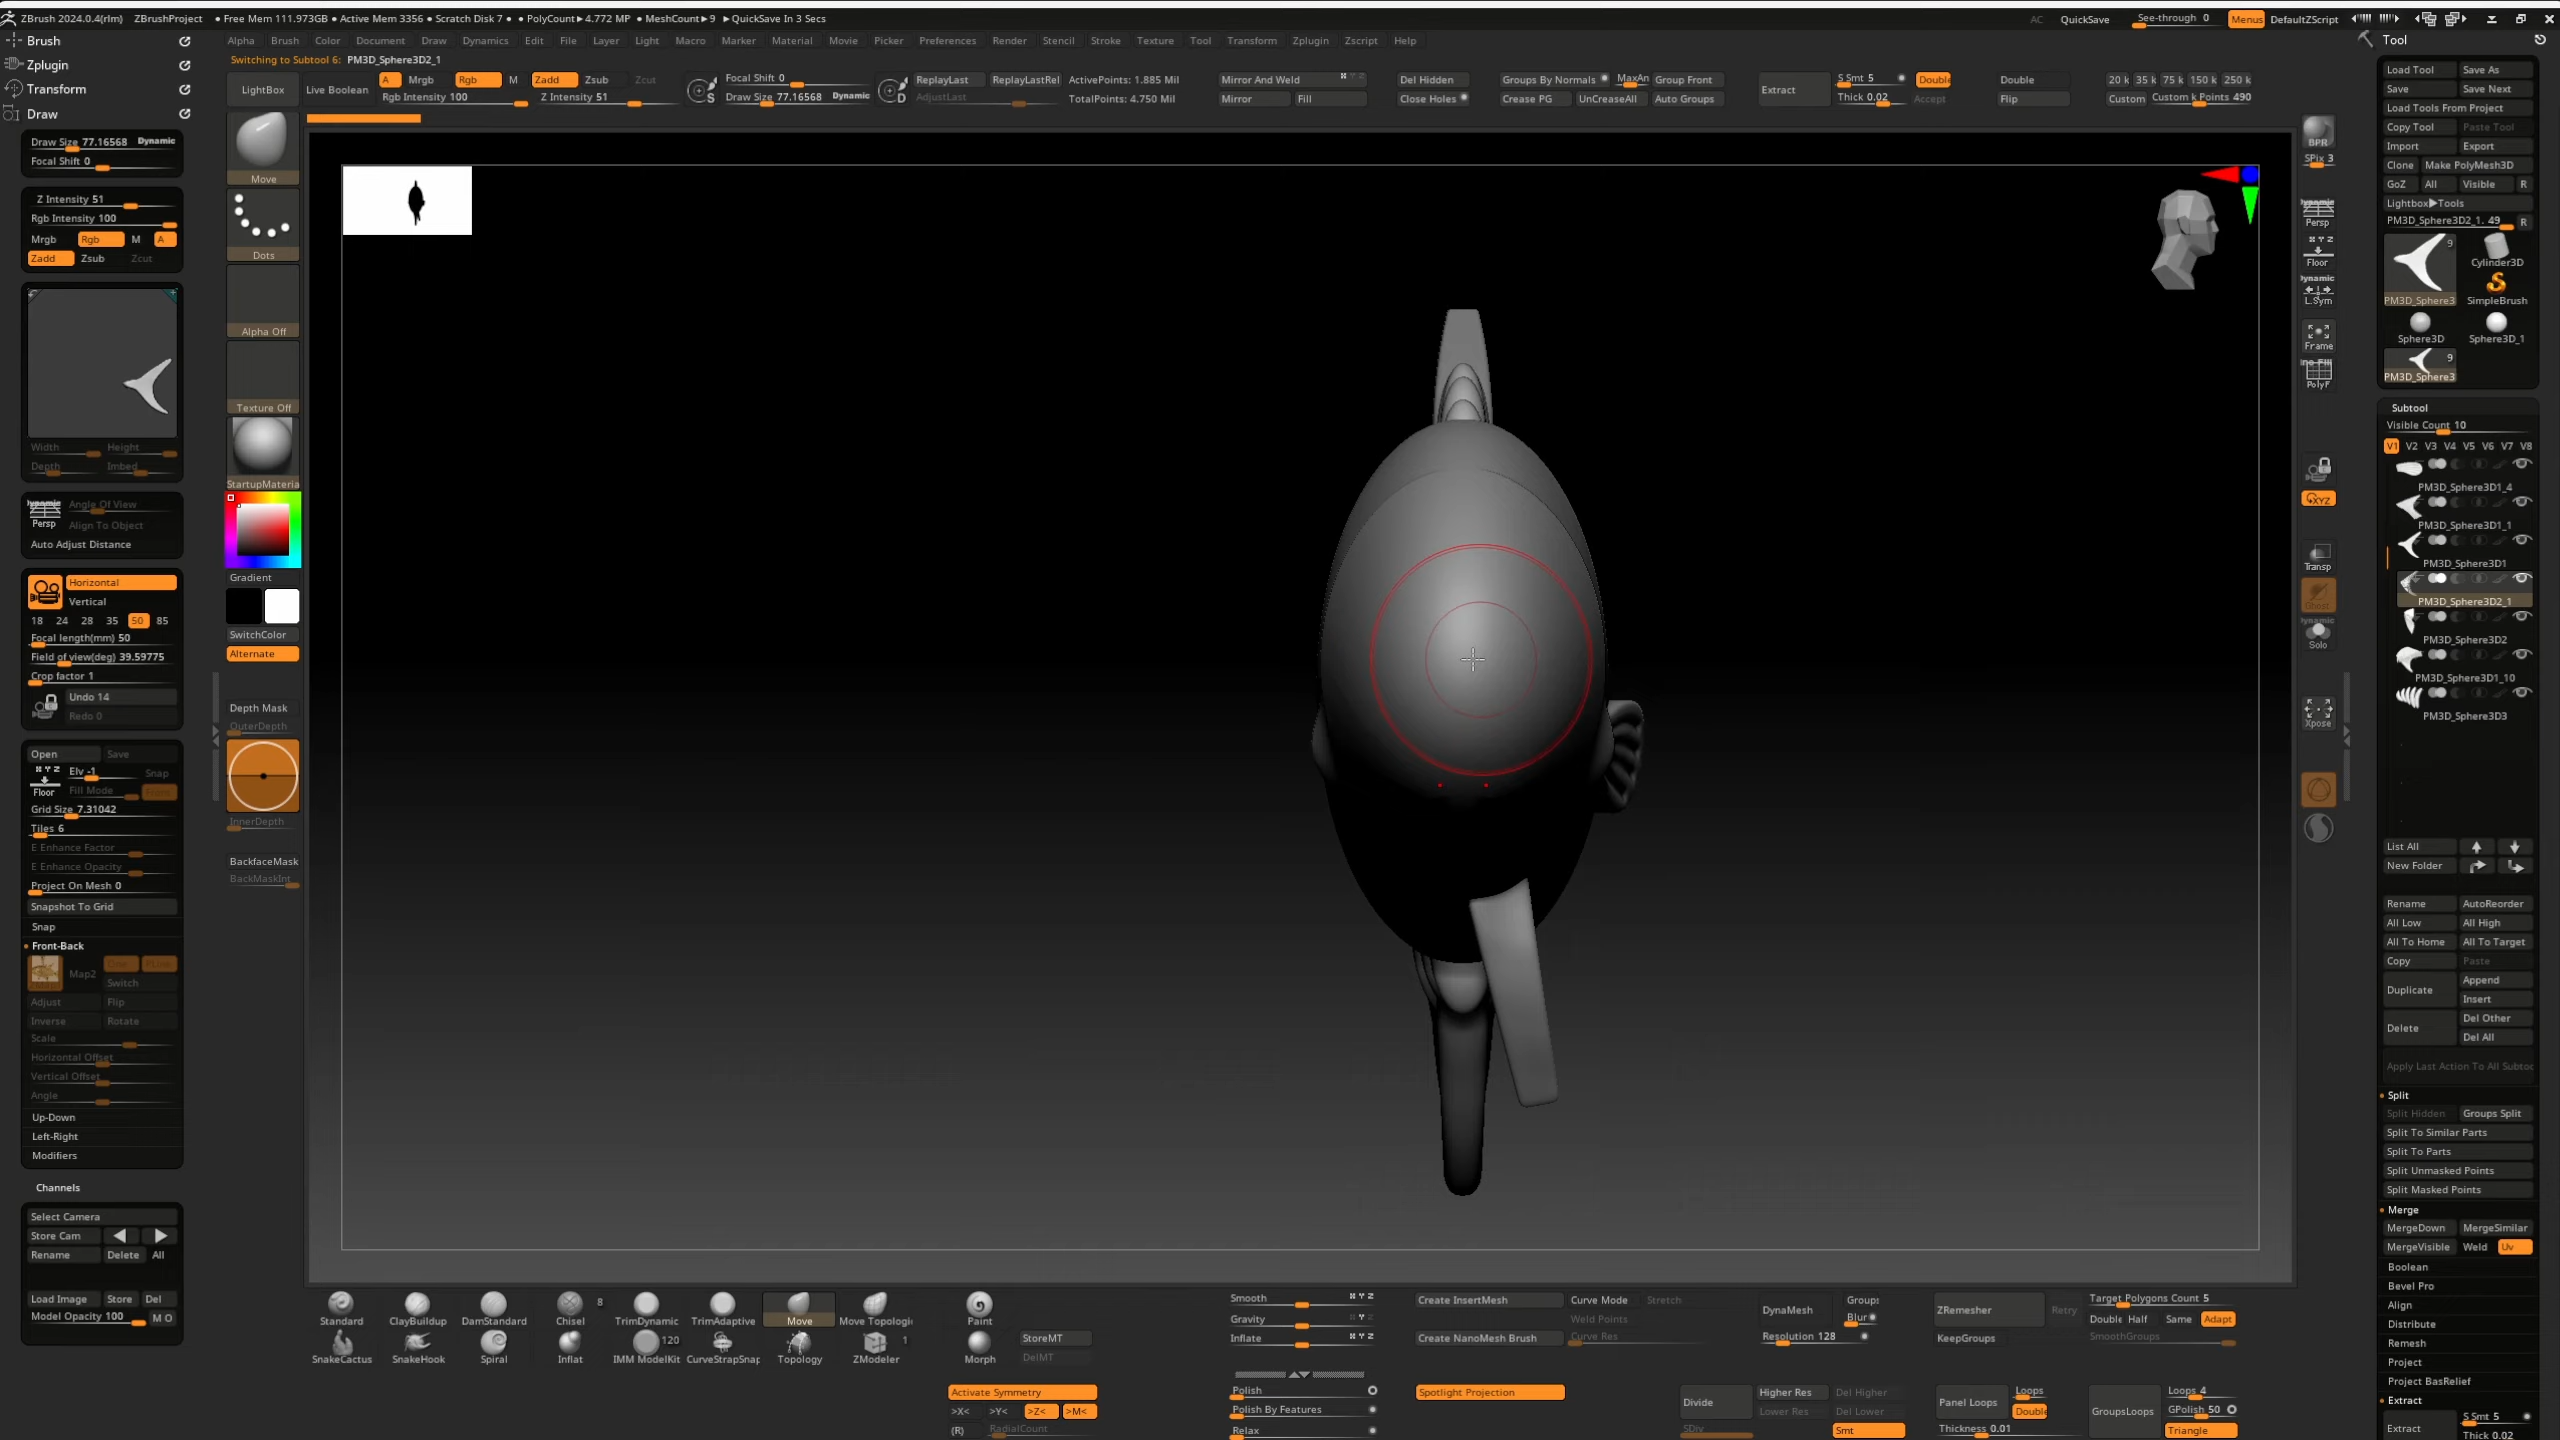 ZBrush 2024.0.4(rlm) ZBrushProject • Free Mem 111.973GB • Active Mem 3356 • Scratch Disk 7 • • PolyCount▶4.772 MP • MeshCount▶9 ▶QuickSave In 3 Secs AC QuickSave See-through 0 Menus DefaultZScript
Brush
Zplugin
Transform
Draw
Alpha Brush Color Document Draw Dynamics Edit File Layer Light Macro Marker Material Movie Picker Preferences Render Stencil Stroke Texture Tool Transform Zplugin Zscript Help
Tool
Switching to Subtool 6: PM3D_Sphere3D2_1
LightBox Live Boolean A Mrgb Rgb M Zadd Zsub Zcut
Rgb Intensity 100 Z Intensity 51
Focal Shift 0
Draw Size 77.16568 Dynamic
ReplayLast ReplayLastRel
AdjustLast
ActivePoints: 1.885 Mil
TotalPoints: 4.750 Mil
Mirror And Weld
Mirror Fill
Del Hidden
Close Holes
Groups By Normals MaxAn Group Front
Crease PG UnCreaseAll Auto Groups
Extract S Smt 5 Double
Thick 0.02 Accept
Double
Flip
20 k 35 k 75 k 150 k 250 k
Custom Custom k Points 490
Draw Size 77.16568 Dynamic
Focal Shift 0
Z Intensity 51
Rgb Intensity 100
Mrgb Rgb M A
Zadd Zsub Zcut
Width Height
Depth Imbed
Dynamic
Persp
Angle Of View
Align To Object
Auto Adjust Distance
Horizontal
Vertical
18 24 28 35 50 85
Focal length(mm) 50
Field of view(deg) 39.59775
Crop factor 1
Undo 14
Redo 0
Open Save
X Y Z
Floor
Elv -1 Snap
Fill Mode Front
Grid Size 7.31042
Tiles 6
E Enhance Factor
E Enhance Opacity
Project On Mesh 0
Snapshot To Grid
Snap
Front-Back
Map2
Switch
Adjust Flip
Inverse Rotate
Scale
Horizontal Offset
Vertical Offset
Angle
Up-Down
Left-Right
Modifiers
Channels
Select Camera
Store Cam
Rename Delete All
Load Image Store Del
Model Opacity 100 M O
Move
Dots
Alpha Off
Texture Off
StartupMateria
Gradient
SwitchColor
Alternate
Depth Mask
OuterDepth
InnerDepth
BackfaceMask
BackMaskInt
BPR
SPix 3
Dynamic
Persp
X Y Z
Floor
Dynamic
L.Sym
Frame
PolyF
XYZ
Transp
Ghost
Dynamic
Solo
Xpose
Load Tool Save As
Save Save Next
Load Tools From Project
Copy Tool Paste Tool
Import Export
Clone Make PolyMesh3D
GoZ All Visible R
Lightbox▶Tools
PM3D_Sphere3D2_1. 49 R
9
Cylinder3D
PM3D_Sphere3 SimpleBrush
Sphere3D Sphere3D_1
9
PM3D_Sphere3
Subtool
Visible Count 10
V1 V2 V3 V4 V5 V6 V7 V8
PM3D_Sphere3D1_4
PM3D_Sphere3D1_1
PM3D_Sphere3D1
PM3D_Sphere3D2_1
PM3D_Sphere3D2
PM3D_Sphere3D1_10
PM3D_Sphere3D3
List All
New Folder
Rename AutoReorder
All Low All High
All To Home All To Target
Copy Paste
Duplicate Append
Insert
Delete Del Other
Del All
Apply Last Action To All Subtoo
Split
Split Hidden Groups Split
Split To Similar Parts
Split To Parts
Split Unmasked Points
Split Masked Points
Merge
MergeDown MergeSimilar
MergeVisible Weld Uv
Boolean
Bevel Pro
Align
Distribute
Remesh
Project
Project BasRelief
Extract
Extract S Smt 5
Thick 0.02
Standard ClayBuildup DamStandard Chisel 8 TrimDynamic TrimAdaptive Move Move Topologic Paint
SnakeCactus SnakeHook Spiral Inflat IMM ModelKit 120 CurveStrapSnap Topology ZModeler 1 Morph
StoreMT
DelMT
Activate Symmetry
>X< >Y< >Z< >M<
(R) RadialCount
Smooth X Y Z
Gravity X Y Z
Inflate X Y Z
Polish
Polish By Features
Relax
Create InsertMesh
Create NanoMesh Brush
Spotlight Projection
Curve Mode Stretch
Weld Points
Curve Res
DynaMesh Groups
Blur
Resolution 128
Divide Higher Res Del Higher
Lower Res Del Lower
SDiv Smt
ZRemesher Retry
KeepGroups
Target Polygons Count 5
Double Half Same Adapt
SmoothGroups
Panel Loops Loops
Double
Thickness 0.01
GroupsLoops Loops 4
GPolish 50
Triangle